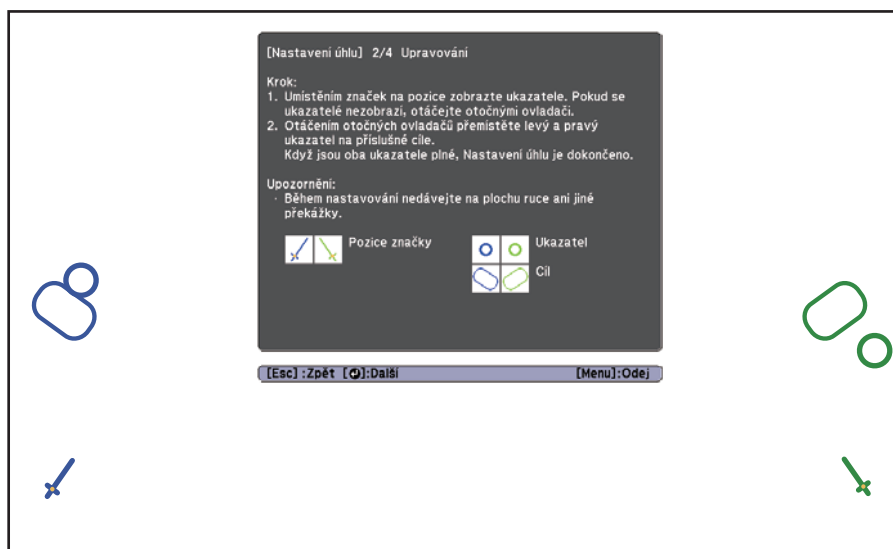 [Nastavení úhlu] 2/4 Upravování
Krok:
1. Umístěním značek na pozice zobrazte ukazatele. Pokud se
ukazatelé nezobrazí, otáčejte otočnými ovladači.
2. Otáčením otočných ovladačů přemístěte levý a pravý
ukazatel na příslušné cíle.
Když jsou oba ukazatele plné, Nastavení úhlu je dokončeno.
Upozornění:
· Během nastavování nedávejte na plochu ruce ani jiné
překážky.
Pozice značky
Ukazatel
Cíl
[Esc] :Zpět [⏎]:Další [Menu]:Odej